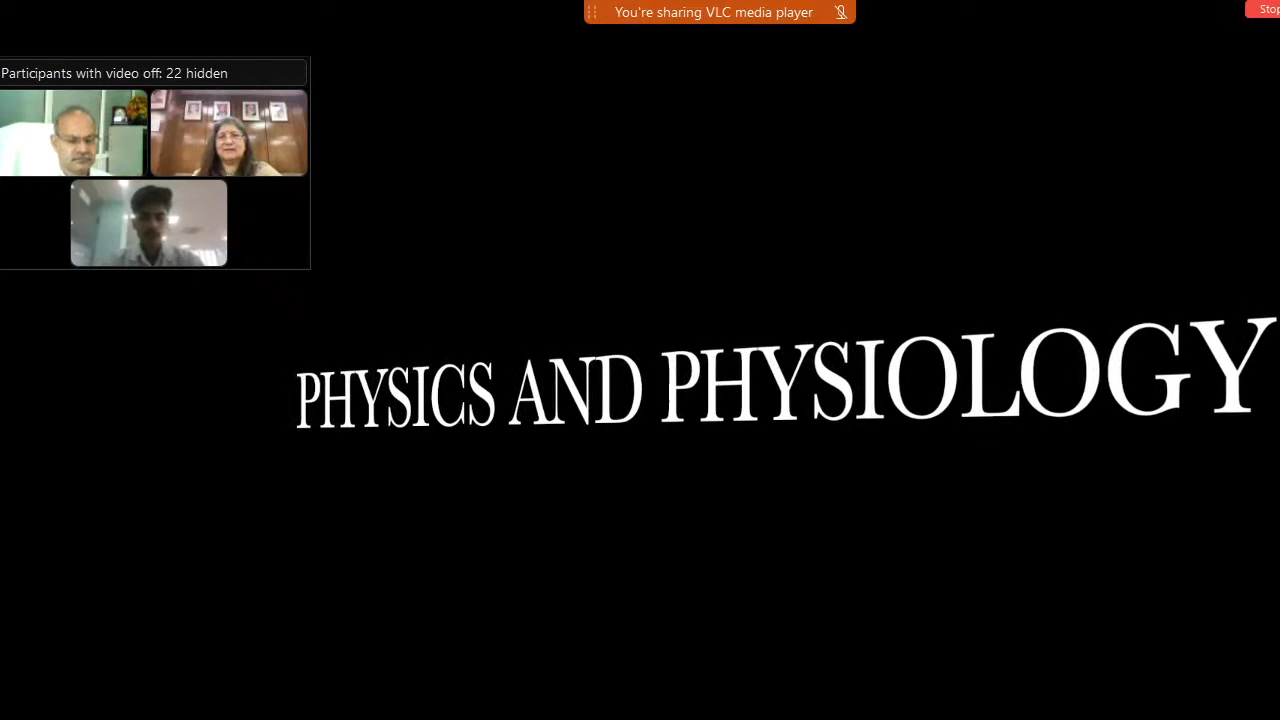 You're sharing VLC media player
Stop
Participants with video off: 22 hidden
PHYSICS AND PHYSIOLOGY